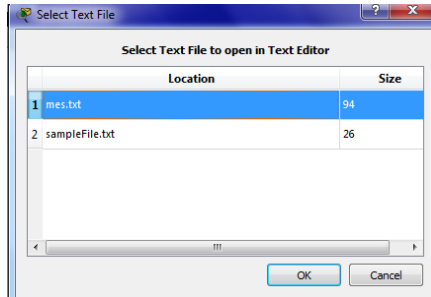 Select Text File
Select Text File to open in Text Editor
Location Size
1 mes.txt 94
2 sampleFile.txt 26
OK Cancel